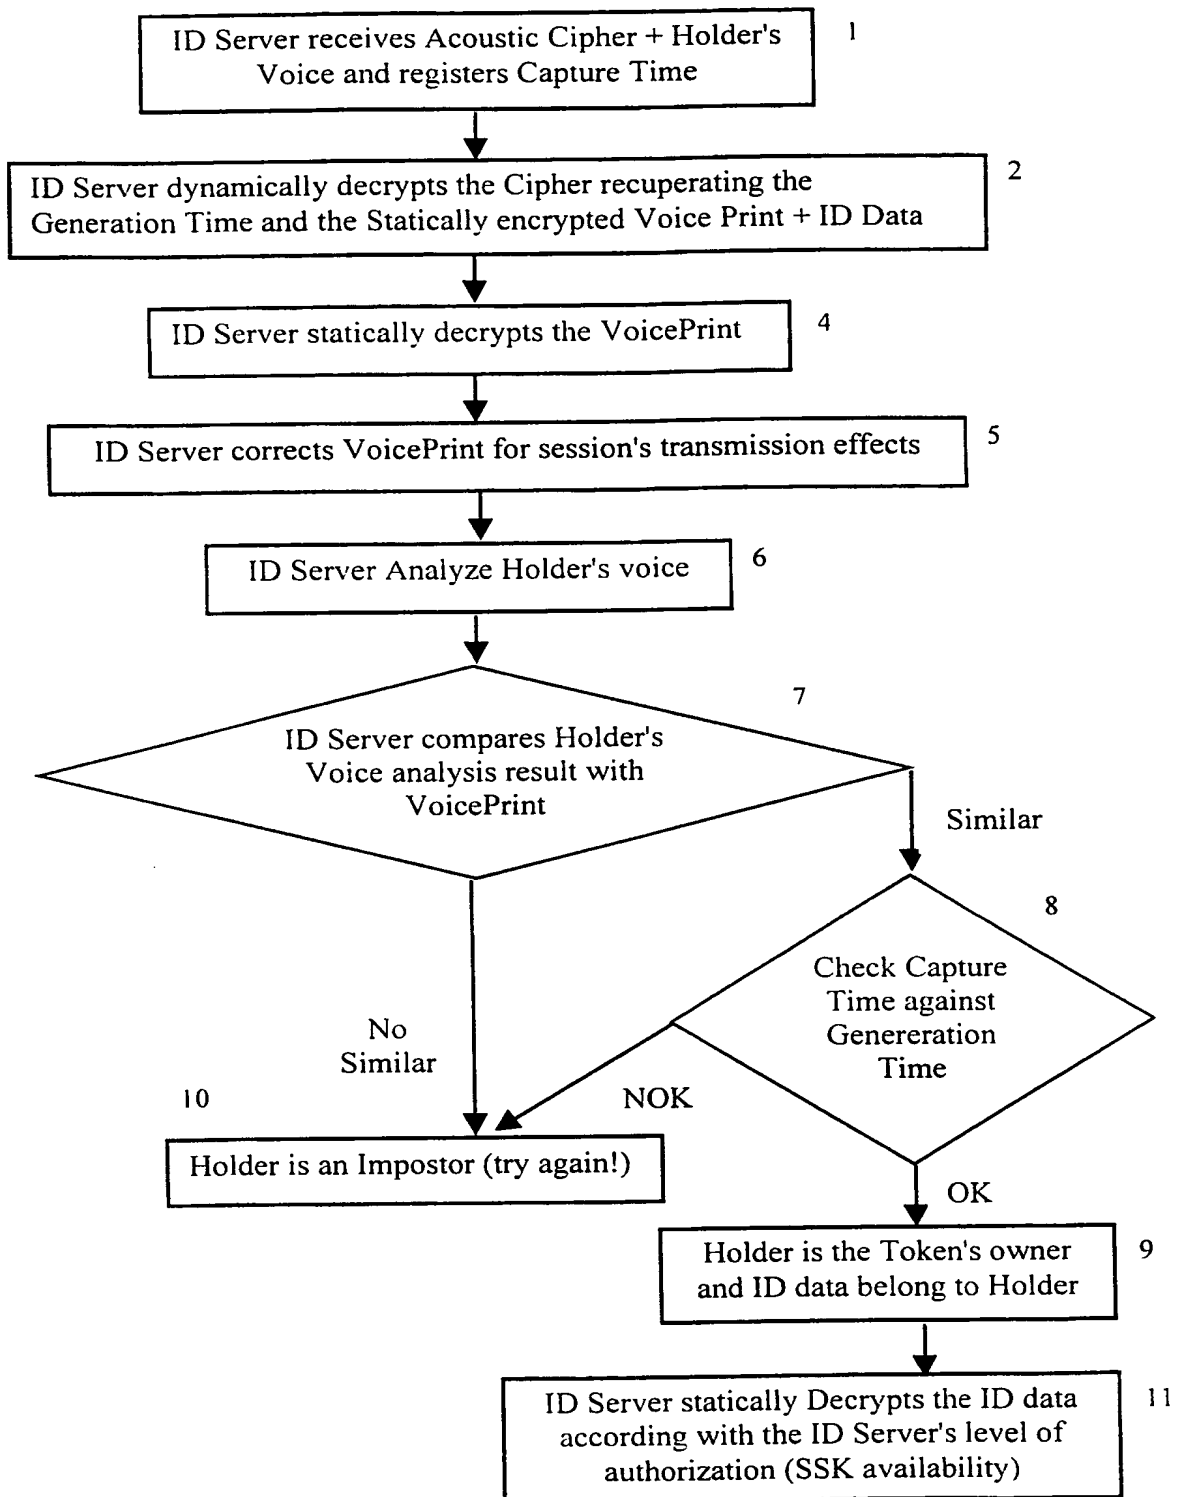 ID Server receives Acoustic Cipher + Holder's
Voice and registers Capture Time
1
ID Server dynamically decrypts the Cipher recuperating the
Generation Time and the Statically encrypted Voice Print + ID Data
2
ID Server statically decrypts the VoicePrint
4
ID Server corrects VoicePrint for session's transmission effects
5
ID Server Analyze Holder's voice
6
7
ID Server compares Holder's
Voice analysis result with
VoicePrint
Similar
8
Check Capture
Time against
Genereration
Time
No
Similar
NOK
10
Holder is an Impostor (try again!)
OK
Holder is the Token's owner
and ID data belong to Holder
9
ID Server statically Decrypts the ID data
according with the ID Server's level of
authorization (SSK availability)
11